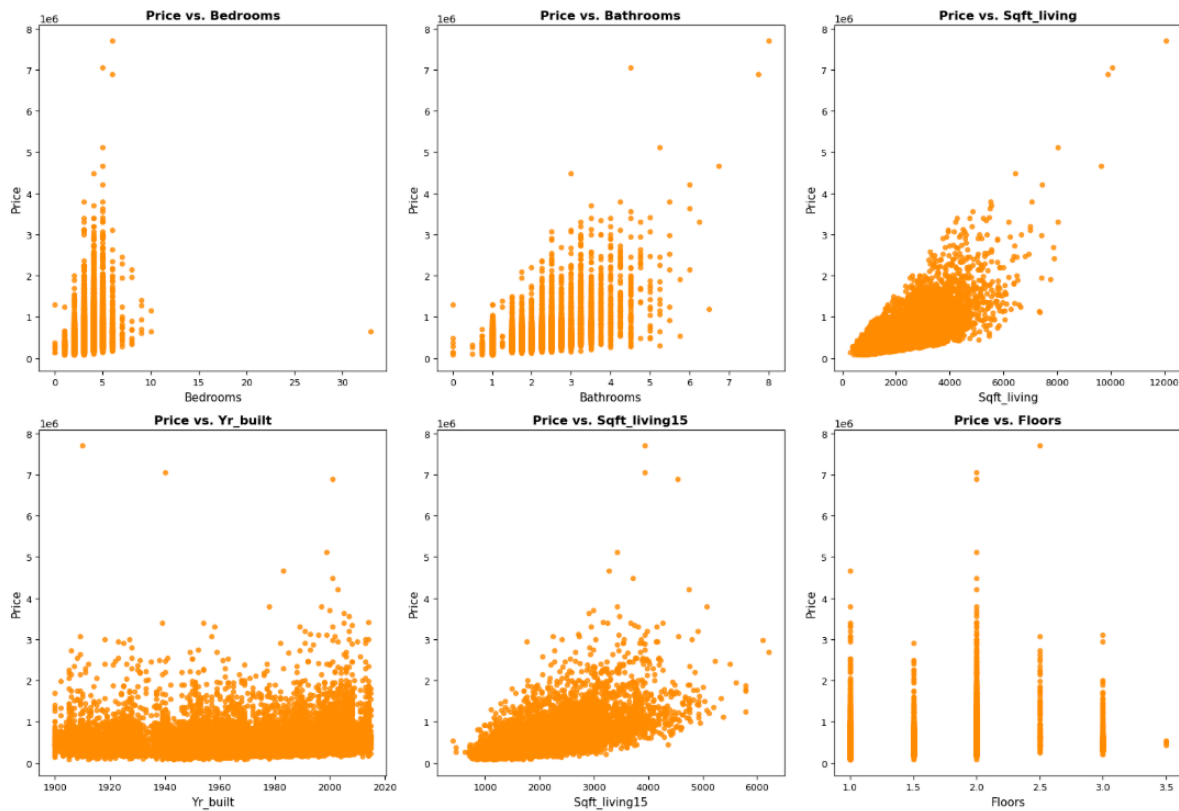 Price vs. Bedrooms
1e6
8
7
6
5
4
3
2
1
0
Price
0 5 10 15 20 25 30
Bedrooms
Price vs. Bathrooms
1e6
8
7
6
5
4
3
2
1
0
Price
0 1 2 3 4 5 6 7 8
Bathrooms
Price vs. Sqft_living
1e6
8
7
6
5
4
3
2
1
0
Price
0 2000 4000 6000 8000 10000 12000
Sqft_living
Price vs. Yr_built
1e6
8
7
6
5
4
3
2
1
0
Price
1900 1920 1940 1960 1980 2000 2020
Yr_built
Price vs. Sqft_living15
1e6
8
7
6
5
4
3
2
1
0
Price
1000 2000 3000 4000 5000 6000
Sqft_living15
Price vs. Floors
1e6
8
7
6
5
4
3
2
1
0
Price
1.0 1.5 2.0 2.5 3.0 3.5
Floors